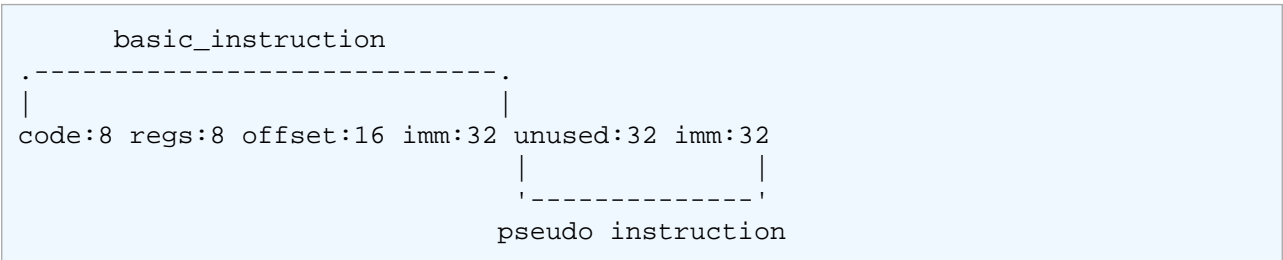 basic_instruction
.-----------------------------.
|                             |
code:8 regs:8 offset:16 imm:32 unused:32 imm:32
                               |              |
                               '--------------'
                              pseudo instruction